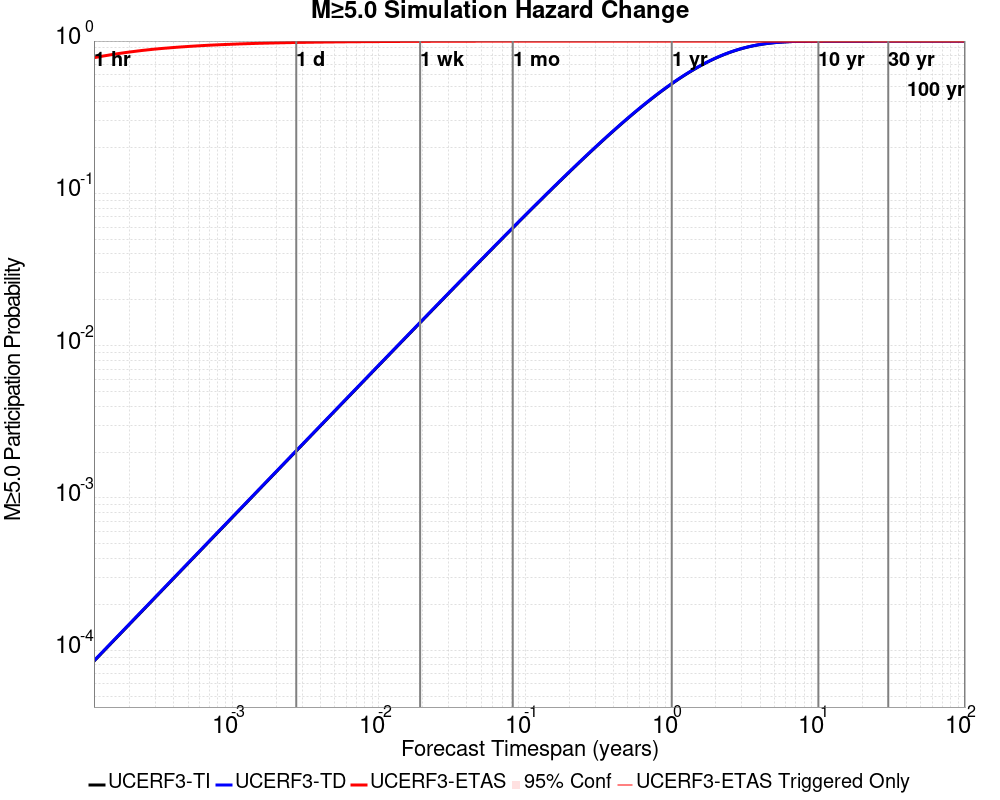 M≥5.0 Simulation Hazard Change
10^0
1 hr
1 d
1 wk
1 mo
1 yr
10 yr
30 yr
100 yr
10^-1
10^-2
10^-3
10^-4
M≥5.0 Participation Probability
10^-3
10^-2
10^-1
10^0
10^1
10^2
Forecast Timespan (years)
UCERF3-TI UCERF3-TD UCERF3-ETAS 95% Conf UCERF3-ETAS Triggered Only